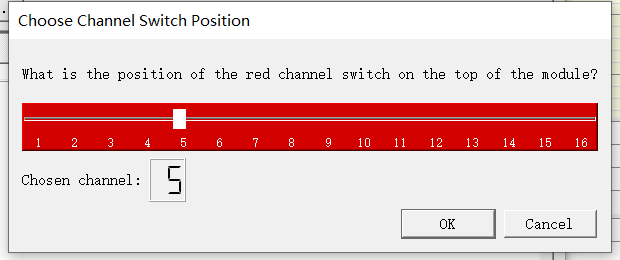 Choose Channel Switch Position
What is the position of the red channel switch on the top of the module?
1 2 3 4 5 6 7 8 9 10 11 12 13 14 15 16
Chosen channel: 5
OK Cancel